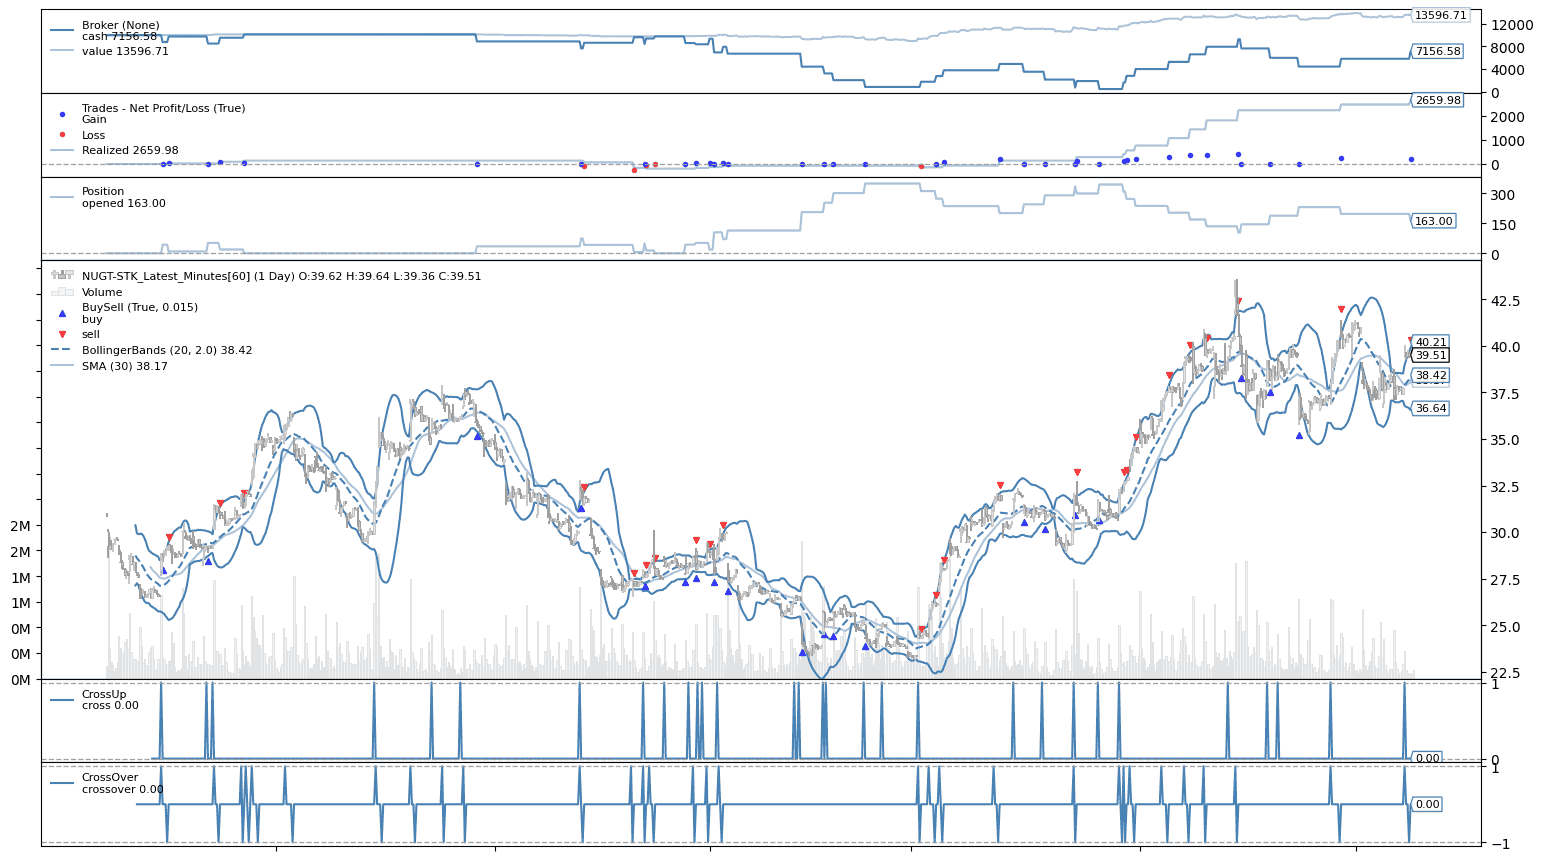 Broker (None)
cash 7156.58
value 13596.71
13596.71
12000
8000
7156.58
4000
0
Trades - Net Profit/Loss (True)
Gain
Loss
Realized 2659.98
2659.98
2000
1000
0
Position
opened 163.00
300
163.00
150
0
NUGT-STK_Latest_Minutes[60] (1 Day) O:39.62 H:39.64 L:39.36 C:39.51
Volume
BuySell (True, 0.015)
buy
sell
BollingerBands (20, 2.0) 38.42
SMA (30) 38.17
42.5
40.21
40.0
39.51
38.42
37.5
36.64
35.0
32.5
30.0
27.5
25.0
22.5
2M
2M
1M
1M
0M
0M
0M
CrossUp
cross 0.00
1
0.00
0
CrossOver
crossover 0.00
1
0.00
−1